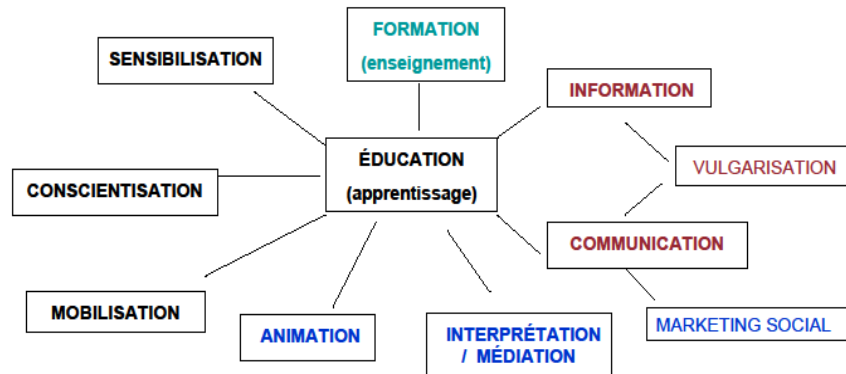 FORMATION
(enseignement)
SENSIBILISATION
INFORMATION
ÉDUCATION
(apprentissage)
VULGARISATION
CONSCIENTISATION
COMMUNICATION
MOBILISATION
ANIMATION
INTERPRÉTATION
/ MÉDIATION
MARKETING SOCIAL